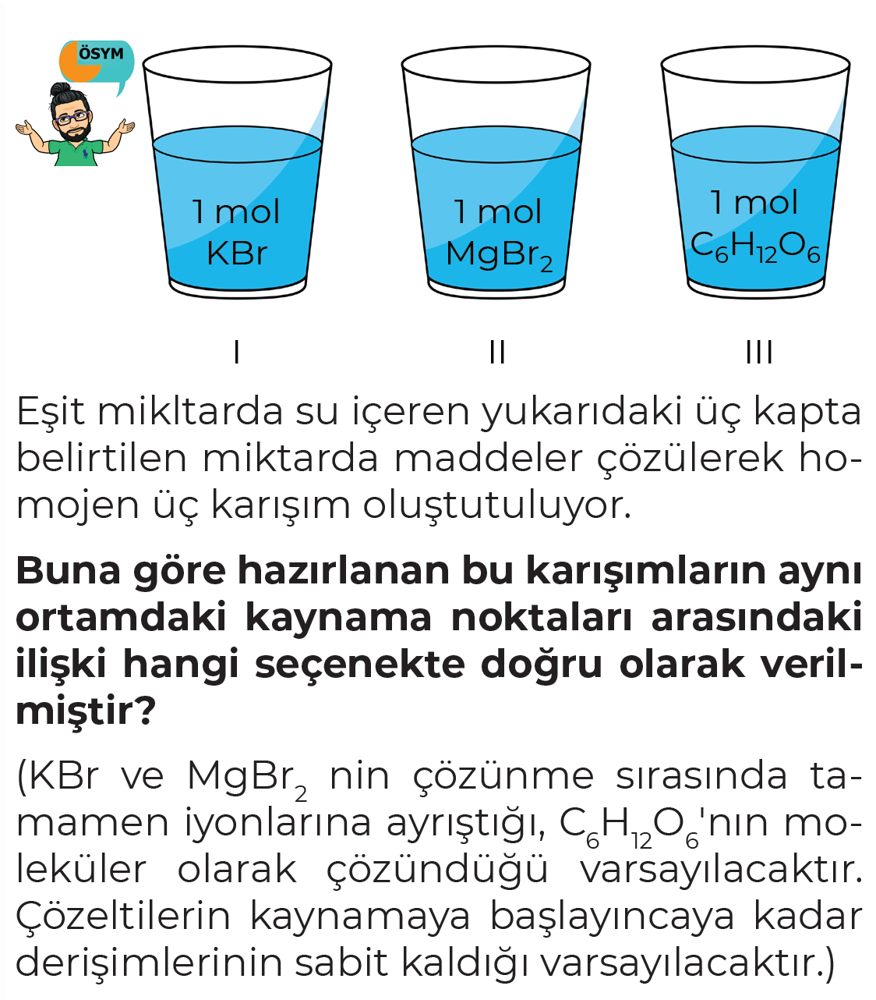 ÖSYM
1 mol
KBr
1 mol
MgBr₂
1 mol
C₆H₁₂O₆
I
II
III
Eşit mikltarda su içeren yukarıdaki üç kapta
belirtilen miktarda maddeler çözülerek ho-
mojen üç karışım oluştutuluyor.
Buna göre hazırlanan bu karışımların aynı
ortamdaki kaynama noktaları arasındaki
ilişki hangi seçenekte doğru olarak veril-
miştir?
(KBr ve MgBr₂ nin çözünme sırasında ta-
mamen iyonlarına ayrıştığı, C₆H₁₂O₆'nın mo-
leküler olarak çözündüğü varsayılacaktır.
Çözeltilerin kaynamaya başlayıncaya kadar
derişimlerinin sabit kaldığı varsayılacaktır.)